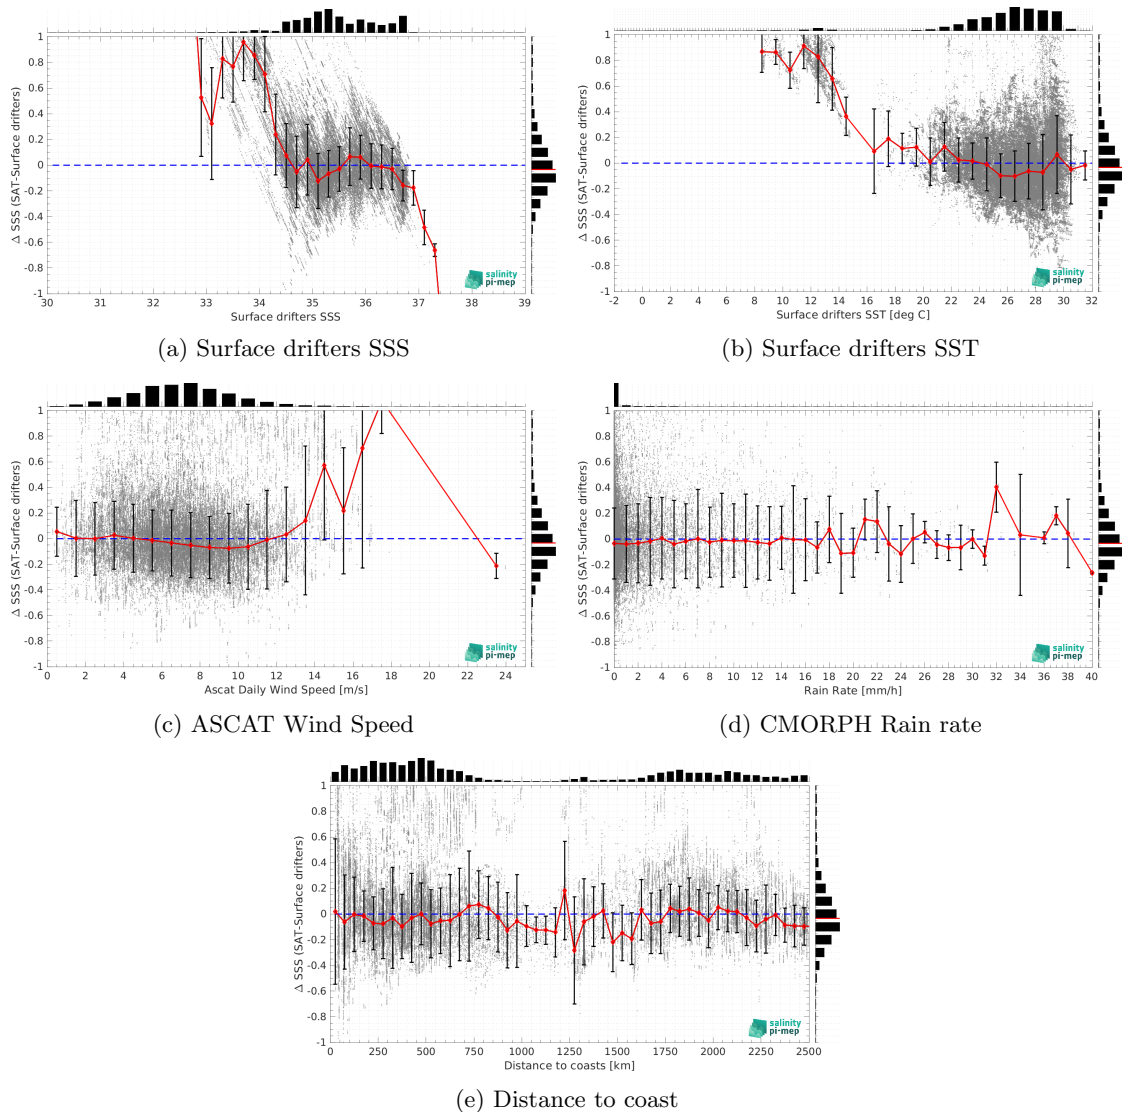 1
0.8
0.6
0.4
0.2
0
-0.2
-0.4
-0.6
-0.8
-1
Δ SSS (SAT-Surface drifters)
30 31 32 33 34 35 36 37 38 39
Surface drifters SSS
salinity
pi-mep
(a) Surface drifters SSS
1
0.8
0.6
0.4
0.2
0
-0.2
-0.4
-0.6
-0.8
-1
Δ SSS (SAT-Surface drifters)
-2 0 2 4 6 8 10 12 14 16 18 20 22 24 26 28 30 32
Surface drifters SST [deg C]
salinity
pi-mep
(b) Surface drifters SST
1
0.8
0.6
0.4
0.2
0
-0.2
-0.4
-0.6
-0.8
-1
Δ SSS (SAT-Surface drifters)
0 2 4 6 8 10 12 14 16 18 20 22 24
Ascat Daily Wind Speed [m/s]
salinity
pi-mep
(c) ASCAT Wind Speed
1
0.8
0.6
0.4
0.2
0
-0.2
-0.4
-0.6
-0.8
-1
Δ SSS (SAT-Surface drifters)
0 2 4 6 8 10 12 14 16 18 20 22 24 26 28 30 32 34 36 38 40
Rain Rate [mm/h]
salinity
pi-mep
(d) CMORPH Rain rate
1
0.8
0.6
0.4
0.2
0
-0.2
-0.4
-0.6
-0.8
-1
Δ SSS (SAT-Surface drifters)
0 250 500 750 1000 1250 1500 1750 2000 2250 2500
Distance to coasts [km]
salinity
pi-mep
(e) Distance to coast